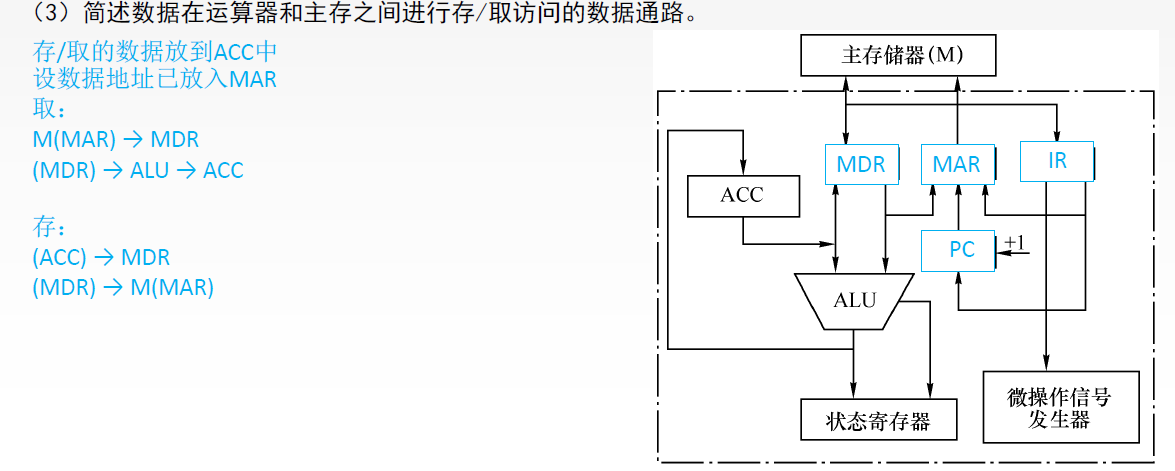 （3）简述数据在运算器和主存之间进行存/取访问的数据通路。
存/取的数据放到ACC中
设数据地址已放入MAR
取：
M(MAR) → MDR
(MDR) → ALU → ACC
存：
(ACC) → MDR
(MDR) → M(MAR)
主存储器(M)
MDR
MAR
IR
ACC
PC
+1
ALU
状态寄存器
微操作信号
发生器